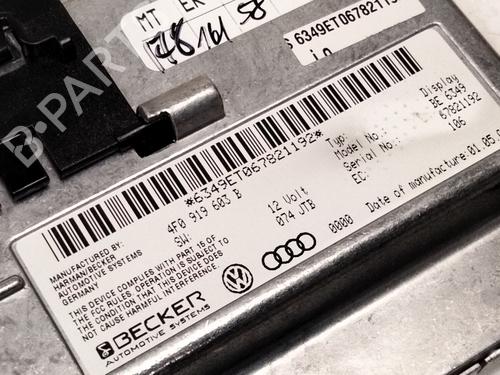 MT
78 161 58
6349ET06782119
B-PARTS
*6349ET067821192*
4F0 919 603 B
SW:
12 Volt
074 JTB
0000
Typ: Display
Model No.: BE 6349
Serial No.: 67821192
EC: 106
Date of manufacture: 01.05.
MANUFACTURED BY:
HARMAN/BECKER
AUTOMOTIVE SYSTEMS
GERMANY
THIS DEVICE COMPLIES WITH PART 15 OF
THE FCC RULES, OPERATION IS SUBJECT TO
THE CONDITION THAT THIS DEVICE DOES
NOT CAUSE HARMFUL INTERFERENCE.
BECKER
AUTOMOTIVE SYSTEMS